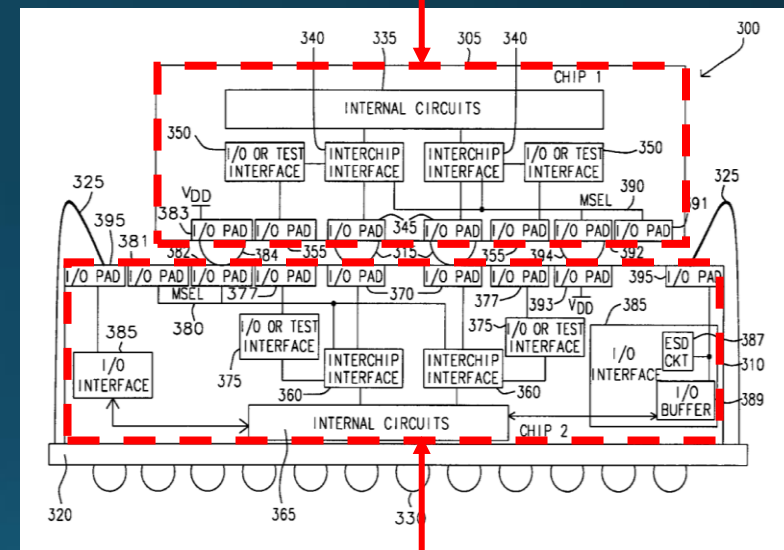 340 335 305 340 300
CHIP 1
INTERNAL CIRCUITS
350 I/O OR TEST INTERCHIP INTERCHIP I/O OR TEST 350
INTERFACE INTERFACE INTERFACE INTERFACE
390
325 VDD MSEL 391 325
395 383 I/O PAD I/O PAD I/O PAD 345 I/O PAD I/O PAD I/O PAD I/O PAD
381 382 384 355 315 355 394 392
I/O PAD I/O PAD I/O PAD I/O PAD I/O PAD I/O PAD I/O PAD I/O PAD 395 I/O PAD
MSEL 377 370 377 393 VDD
380 385
385 I/O OR TEST 375 I/O OR TEST ESD 387
INTERFACE INTERFACE I/O CKT 310
I/O 375 INTERCHIP INTERCHIP INTERFACE
INTERFACE INTERFACE INTERFACE I/O 389
360 360 BUFFER
INTERNAL CIRCUITS
CHIP 2
320 365 330